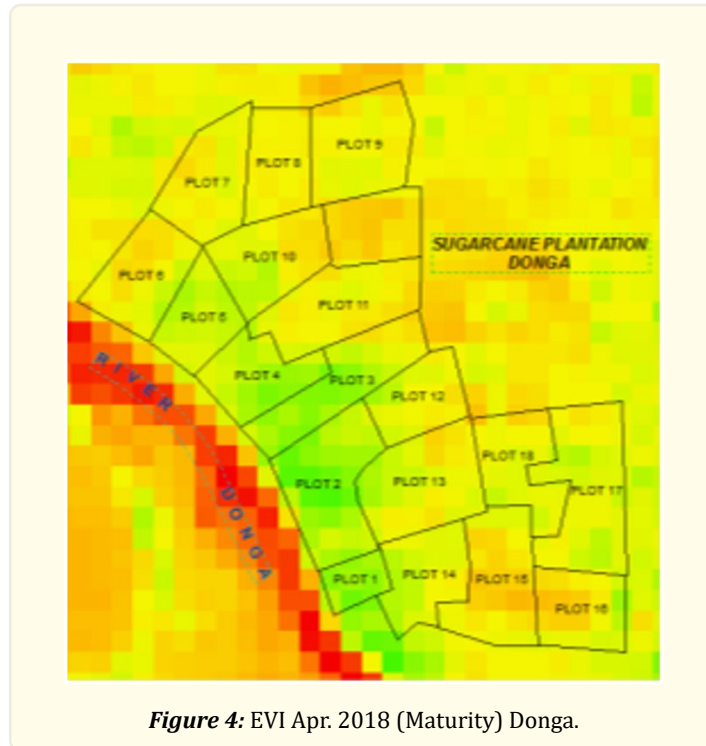 PLOT 9
PLOT 8
PLOT 7
SUGARCANE PLANTATION
DONGA
PLOT 10
PLOT 6
PLOT 11
PLOT 5
RIVER DONGA
PLOT 4
PLOT 3
PLOT 12
PLOT 18
PLOT 2
PLOT 13
PLOT 17
PLOT 1
PLOT 14
PLOT 15
PLOT 16
Figure 4: EVI Apr. 2018 (Maturity) Donga.